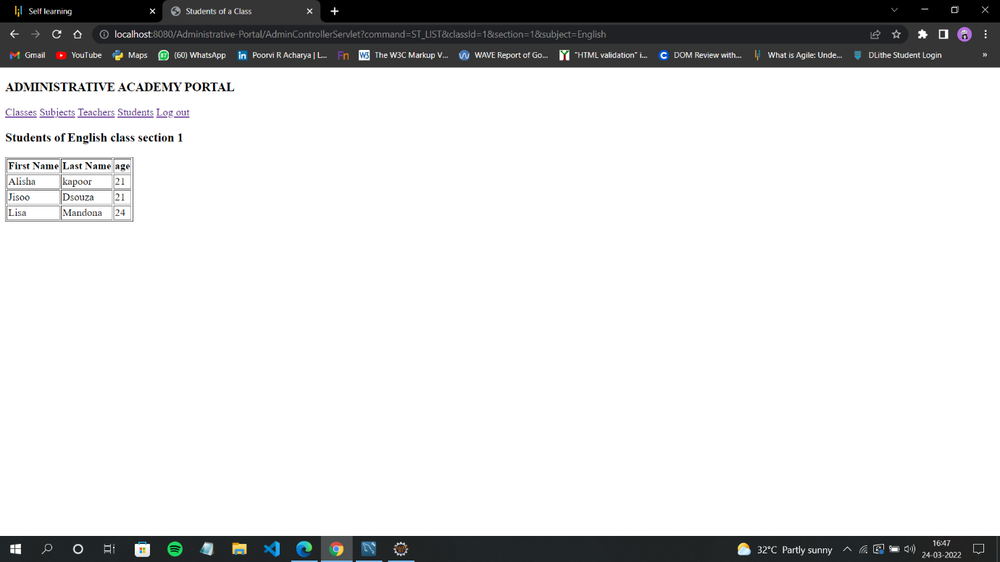 Self learning
Students of a Class
localhost:8080/Administrative-Portal/AdminControllerServlet?command=ST_LIST&classId=1&section=1&subject=English
Gmail YouTube Maps (60) WhatsApp Poorvi R Acharya | L... Fn W3 The W3C Markup V... WAVE Report of Go... "HTML validation" i... DOM Review with... What is Agile: Unde... DLithe Student Login »
ADMINISTRATIVE ACADEMY PORTAL
Classes Subjects Teachers Students Log out
Students of English class section 1
First Name Last Name age
Alisha kapoor 21
Jisoo Dsouza 21
Lisa Mandona 24
32°C Partly sunny
16:47
24-03-2022